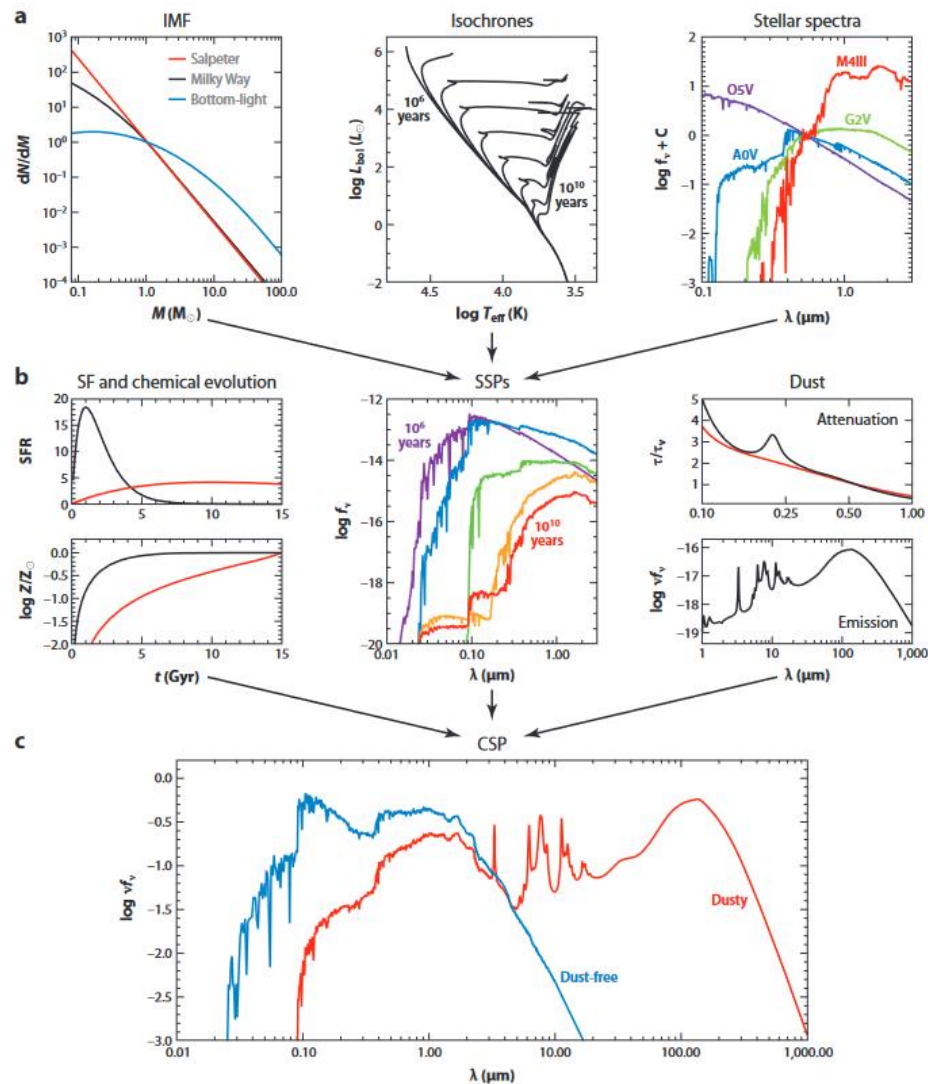 a
IMF
Isochrones
Stellar spectra
10⁴
10³
10²
10¹
10⁰
10⁻¹
10⁻²
10⁻³
10⁻⁴
dN/dM
Salpeter
Milky Way
Bottom-light
0.1
1.0
10.0
100.0
M (M☉)
6
4
2
0
−2
log L_bol (L☉)
10⁶
years
10¹⁰
years
4.5
4.0
3.5
log T_eff (K)
2
1
0
−1
−2
−3
log f_ν + C
M4III
O5V
G2V
A0V
0.1
1.0
λ (μm)
b
SF and chemical evolution
SSPs
Dust
20
15
10
5
0
SFR
0
5
10
15
0.0
−0.5
−1.0
−1.5
−2.0
log Z/Z☉
0
5
10
15
t (Gyr)
−12
−14
−16
−18
−20
log f_ν
10⁶
years
10¹⁰
years
0.01
0.10
1.00
λ (μm)
5
4
3
2
1
τ/τ_v
Attenuation
0.10
0.25
0.50
1.00
−16
−17
−18
−19
log νf_ν
Emission
1
10
100
1,000
λ (μm)
c
CSP
0.0
−0.5
−1.0
−1.5
−2.0
−2.5
−3.0
log νf_ν
Dusty
Dust-free
0.01
0.10
1.00
10.00
100.00
1,000.00
λ (μm)